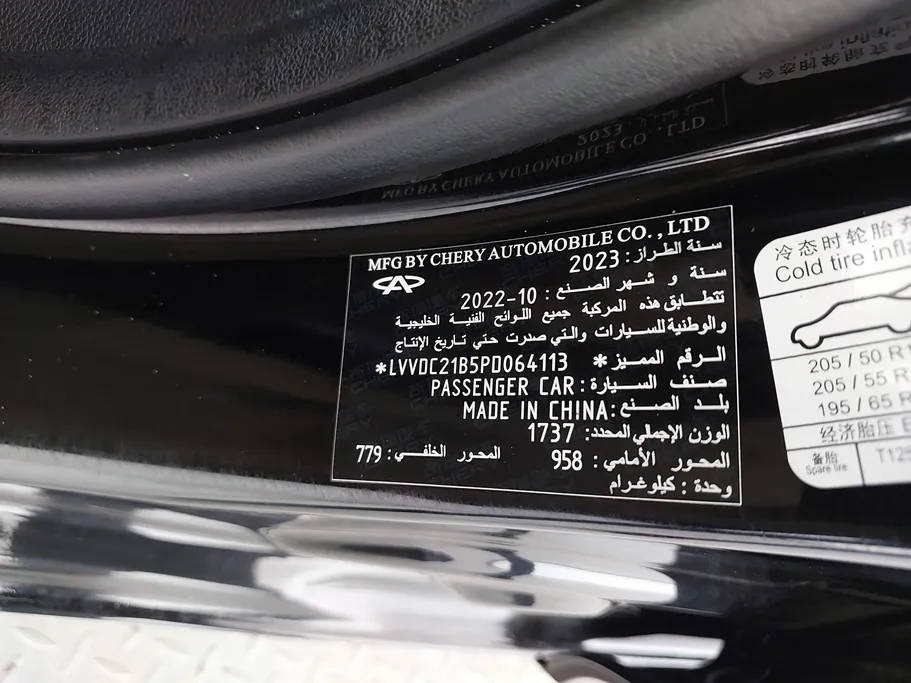 MFG BY CHERY AUTOMOBILE CO. , LTD
سنة الطراز: 2023
سنة و شهر الصنع : 2022-10
تتطابق هذه المركبة جميع اللوائح الفنية الخليجية
والوطنية للسيارات والتي صدرت حتي تاريخ الإنتاج
الرقم المميز* LVVDC21B5PD064113*
صنف السيارة: PASSENGER CAR
بلد الصنع: MADE IN CHINA
الوزن الإجمالي المحدد: 1737
المحور الأمامي: 958 المحور الخلفي: 779
وحدة : كيلوغرام
冷态时轮胎充
Cold tire infla
205 / 50 R1
205 / 55 R
195 / 65 R
经济胎压 E
备胎
Spare tire
T125